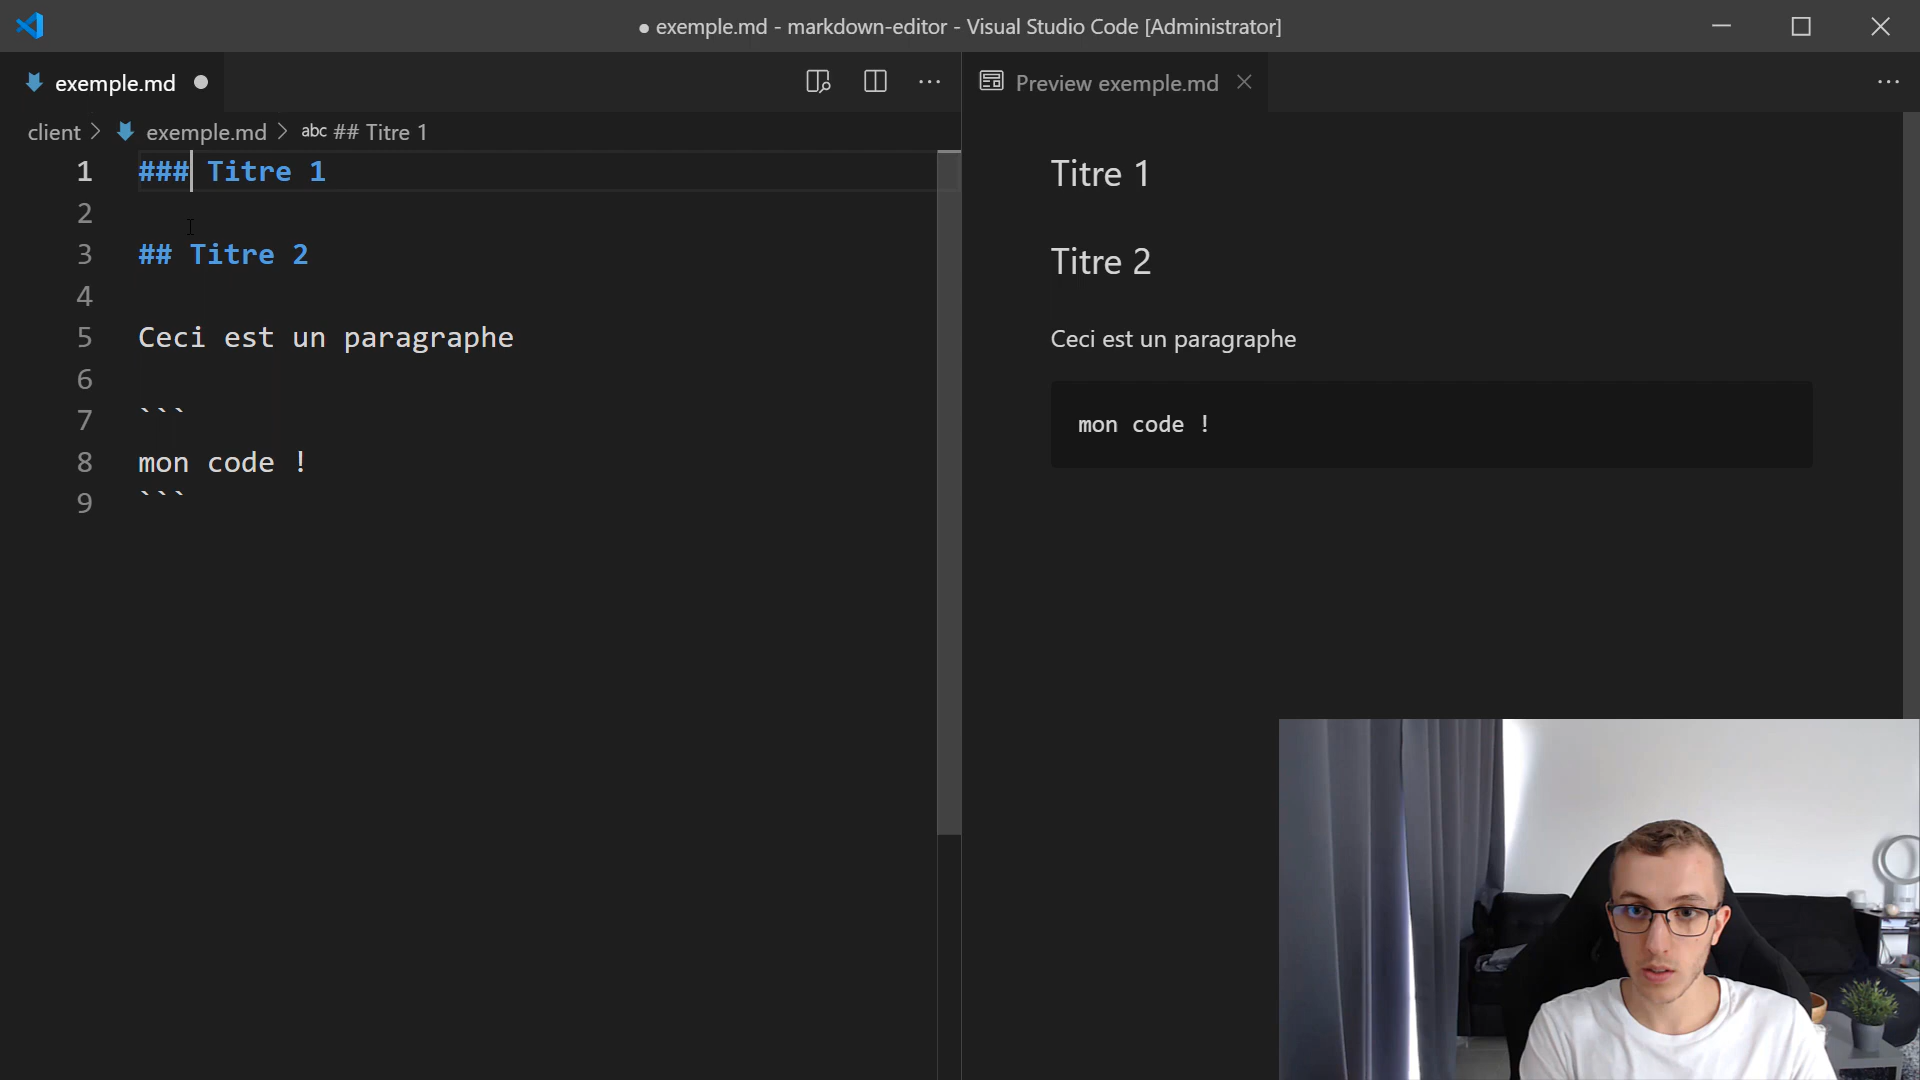 ● exemple.md - markdown-editor - Visual Studio Code [Administrator]
exemple.md ●
Preview exemple.md
client > exemple.md > abc ## Titre 1
1 ### Titre 1
2
3 ## Titre 2
4
5 Ceci est un paragraphe
6
7 ```
8 mon code !
9 ```
Titre 1
Titre 2
Ceci est un paragraphe
mon code !